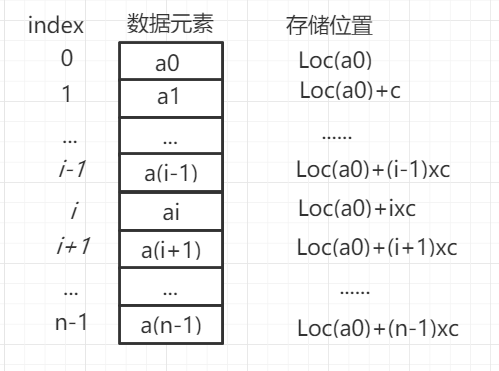 index 数据元素 存储位置
0 a0 Loc(a0)
1 a1 Loc(a0)+c
... ... ......
i-1 a(i-1) Loc(a0)+(i-1)xc
i ai Loc(a0)+ixc
i+1 a(i+1) Loc(a0)+(i+1)xc
... ... ......
n-1 a(n-1) Loc(a0)+(n-1)xc